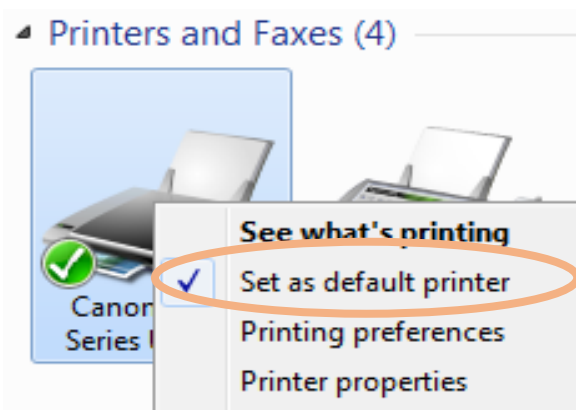 Printers and Faxes (4)
See what's printing
Set as default printer
Printing preferences
Printer properties
Canon
Series